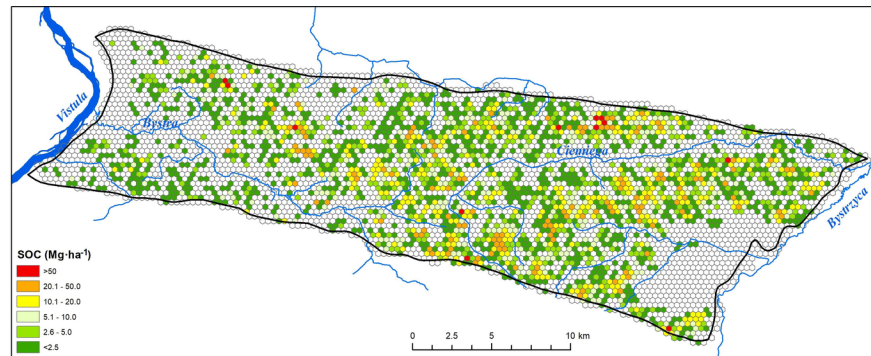 Vistula
Bystra
Ciemięga
Bystrzyca
SOC (Mg·ha⁻¹)
>50
20.1 - 50.0
10.1 - 20.0
5.1 - 10.0
2.6 - 5.0
<2.5
0 2.5 5 10 km